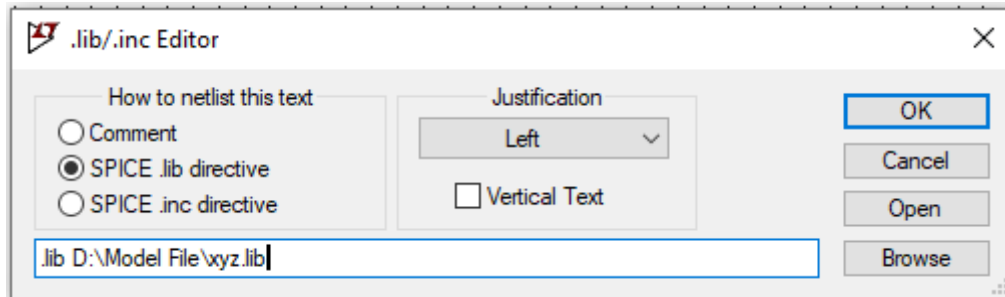 .lib/.inc Editor
How to netlist this text
Comment
SPICE .lib directive
SPICE .inc directive
Justification
Left
Vertical Text
OK
Cancel
Open
Browse
.lib D:\Model File\xyz.lib